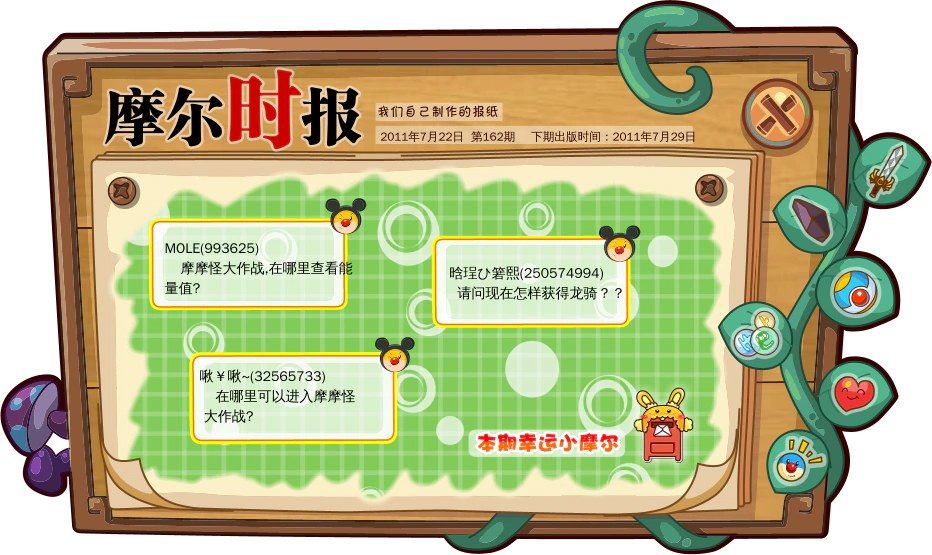 摩尔时报
我们自己制作的报纸
2011年7月22日 第162期 下期出版时间：2011年7月29日
MOLE(993625)
摩摩怪大作战,在哪里查看能
量值?
晗珵ひ箬熙(250574994)
请问现在怎样获得龙骑？？
啾￥啾~(32565733)
在哪里可以进入摩摩怪
大作战?
本期幸运小摩尔